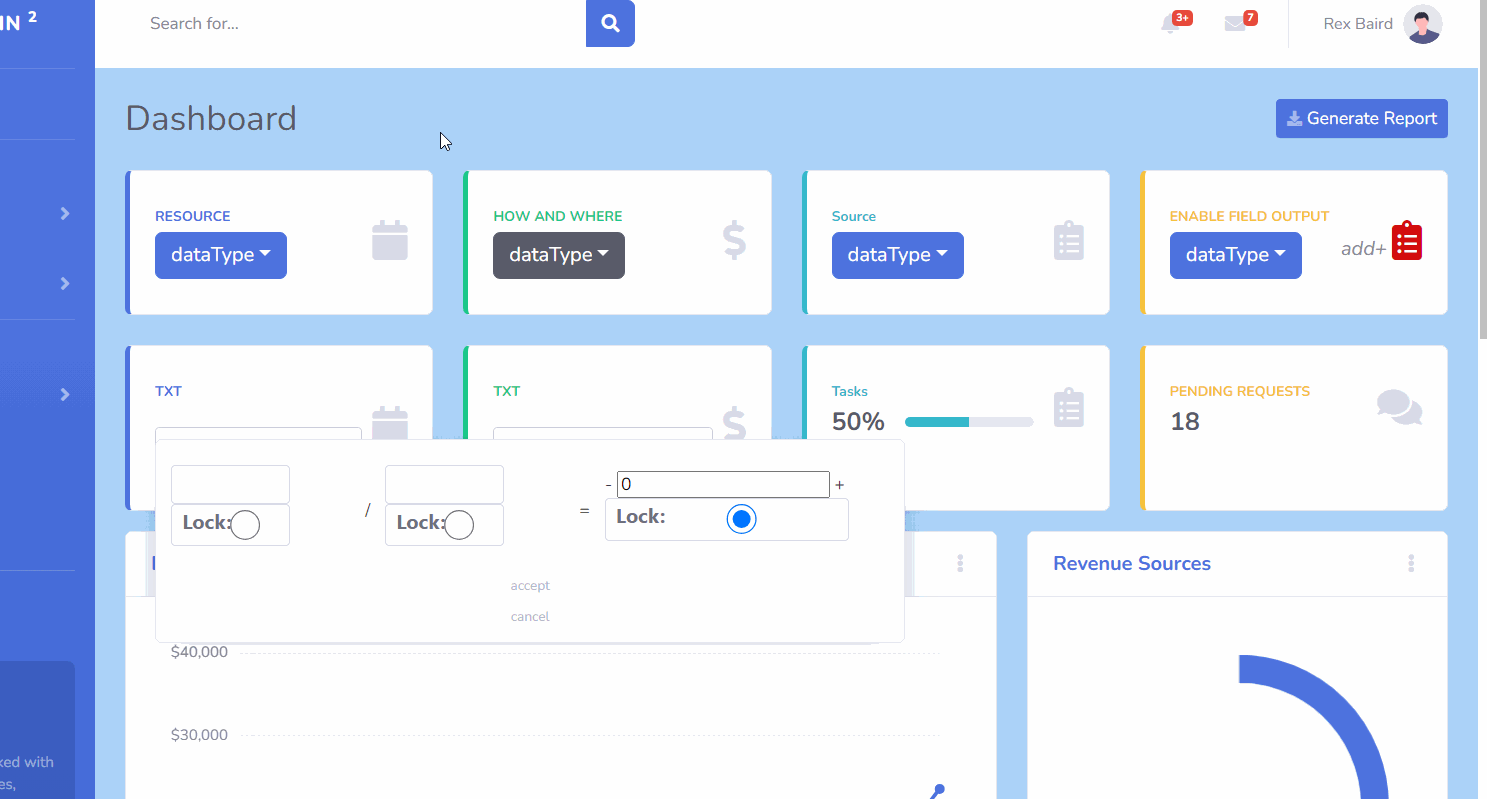 IN 2
Search for...
3+
7
Rex Baird
Dashboard
Generate Report
RESOURCE
dataType
HOW AND WHERE
dataType
Source
dataType
ENABLE FIELD OUTPUT
dataType
add+
TXT
TXT
Tasks
50%
PENDING REQUESTS
18
Lock:
/
Lock:
=
- 0 +
Lock:
accept
cancel
Revenue Sources
$40,000
$30,000
ked with
es,